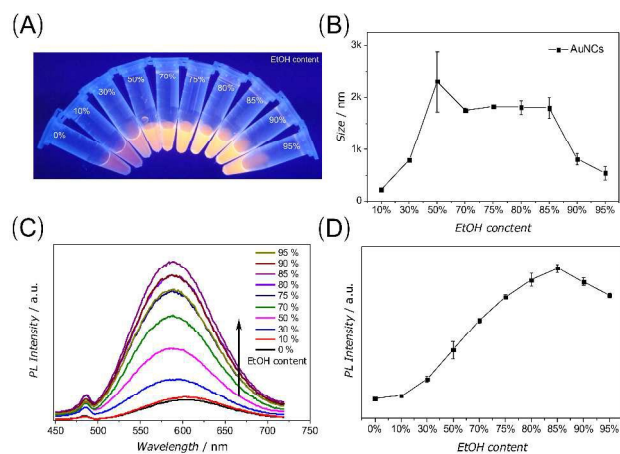 (A)
EtOH content
0%
10%
30%
50%
70%
75%
80%
85%
90%
95%
(B)
AuNCs
3k
2k
1k
0
Size / nm
10% 30% 50% 70% 75% 80% 85% 90% 95%
EtOH conctent
(C)
PL Intensity / a.u.
95 %
90 %
85 %
80 %
75 %
70 %
50 %
30 %
10 %
0 %
EtOH content
450 500 550 600 650 700 750
Wavelength / nm
(D)
PL Intensity / a.u.
0% 10% 30% 50% 70% 75% 80% 85% 90% 95%
EtOH content